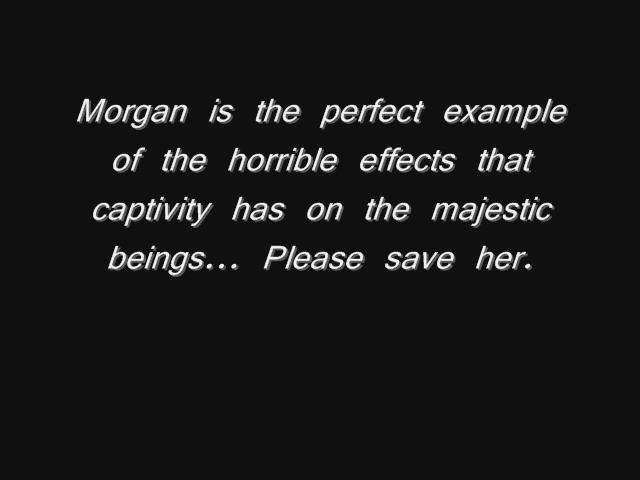 Morgan is the perfect example
of the horrible effects that
captivity has on the majestic
beings... Please save her.